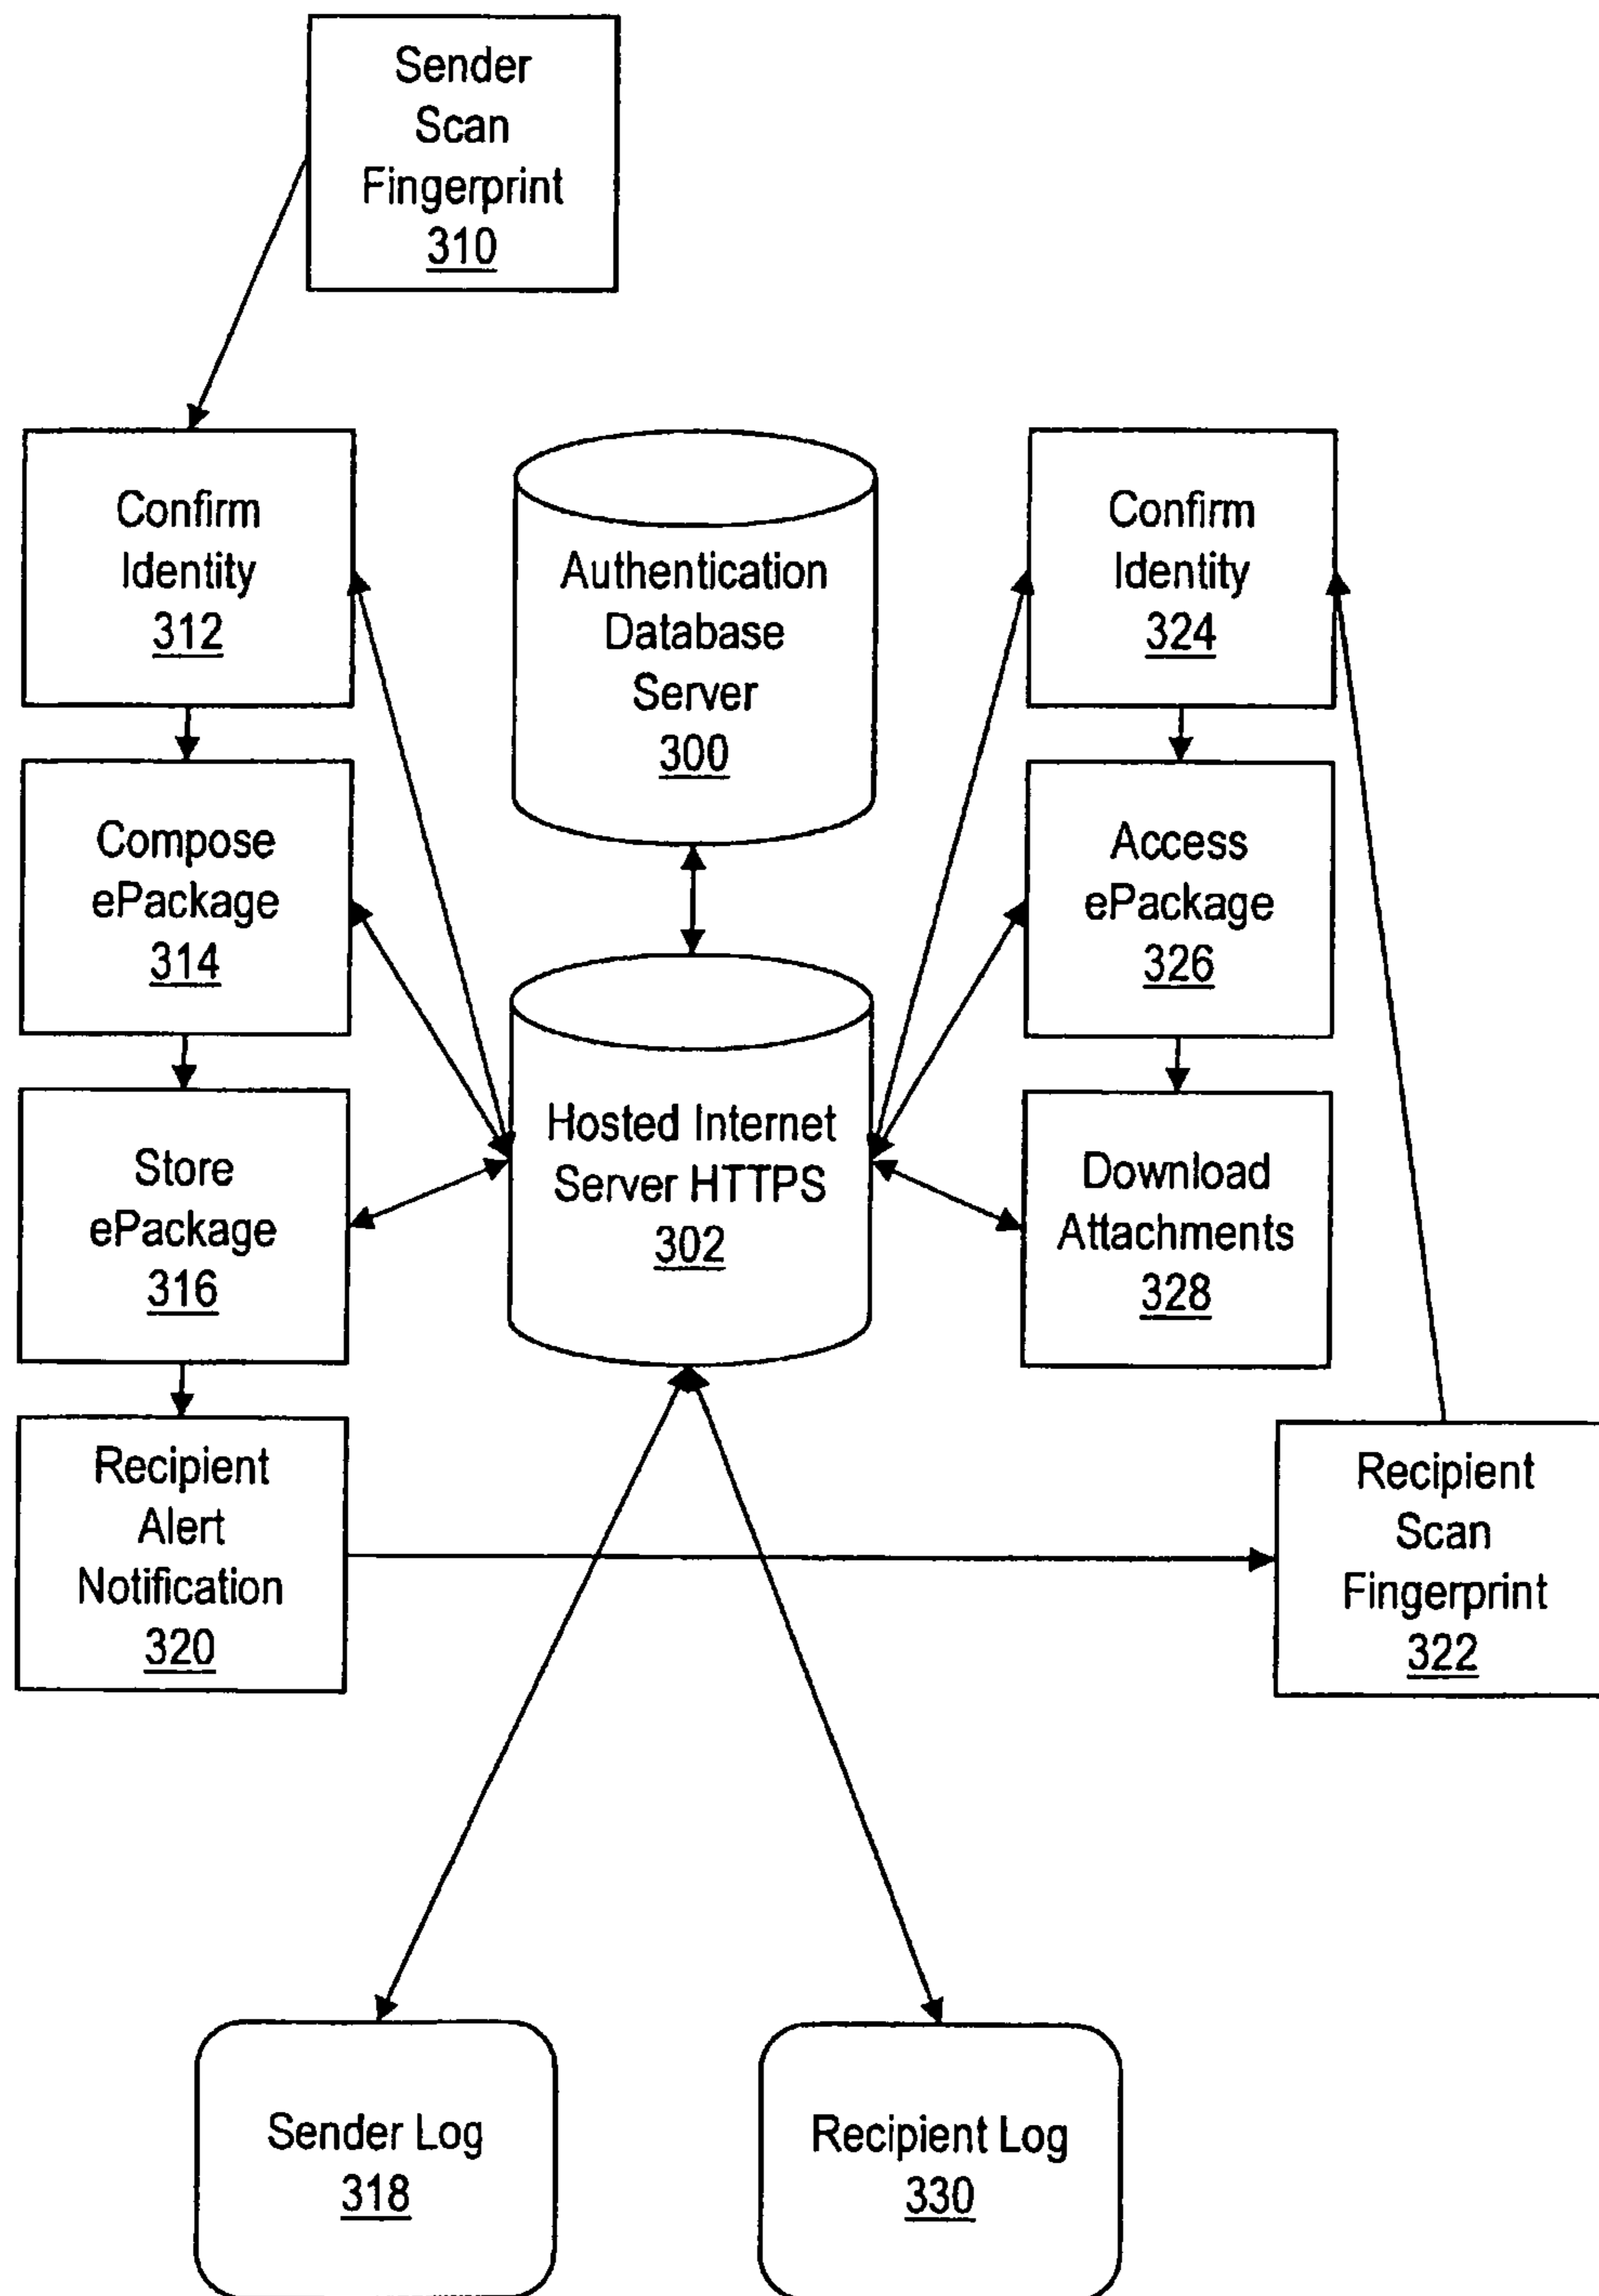 Sender
Scan
Fingerprint
310
Confirm
Identity
312
Authentication
Database
Server
300
Confirm
Identity
324
Compose
ePackage
314
Access
ePackage
326
Hosted Internet
Server HTTPS
302
Store
ePackage
316
Download
Attachments
328
Recipient
Alert
Notification
320
Recipient
Scan
Fingerprint
322
Sender Log
318
Recipient Log
330